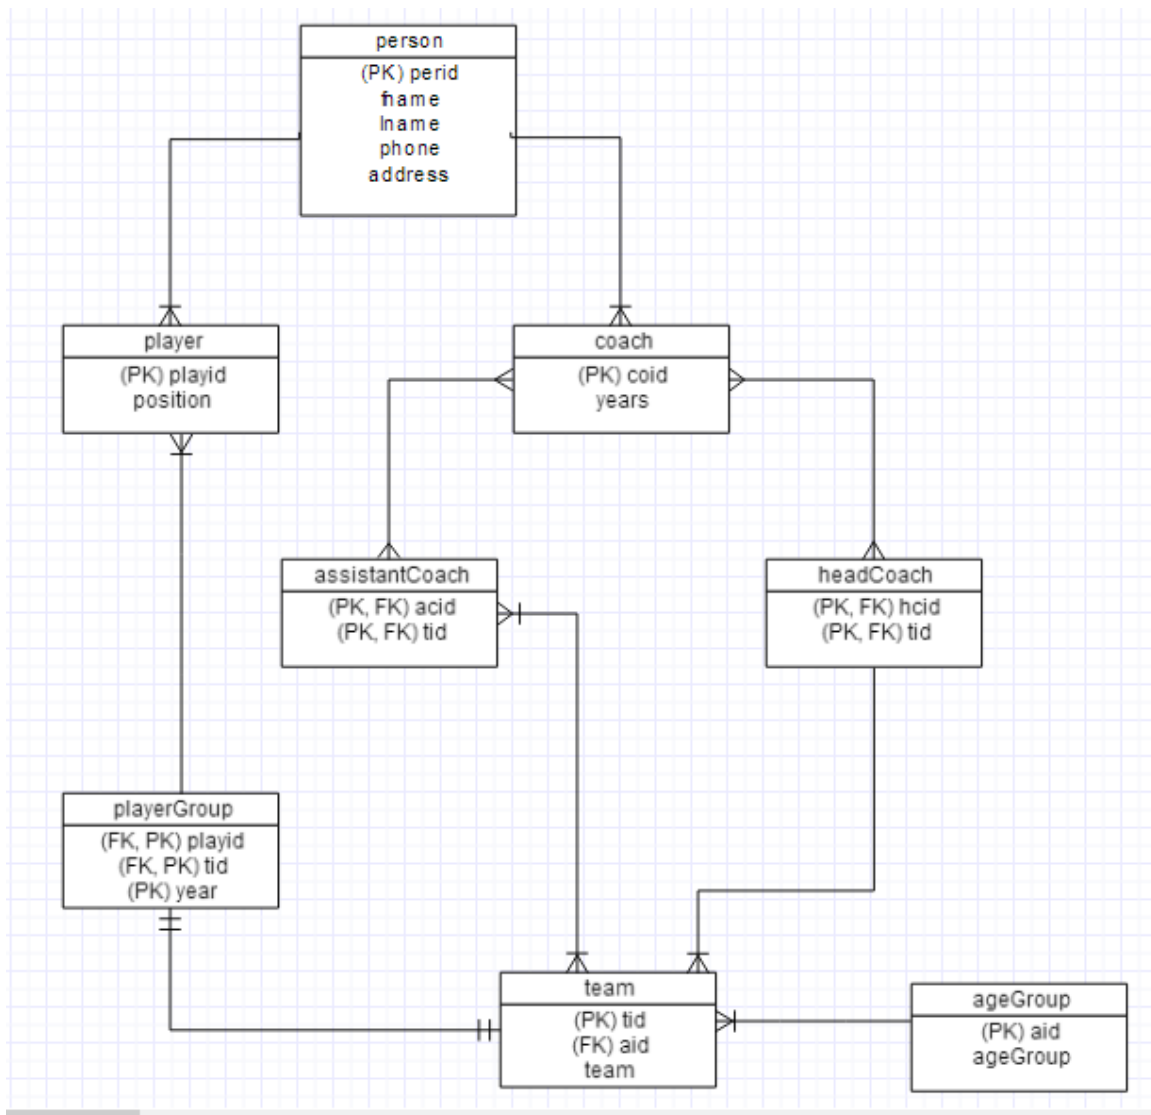 person
(PK) perid
fname
lname
phone
address
player
(PK) playid
position
coach
(PK) coid
years
assistantCoach
(PK, FK) acid
(PK, FK) tid
headCoach
(PK, FK) hcid
(PK, FK) tid
playerGroup
(FK, PK) playid
(FK, PK) tid
(PK) year
team
(PK) tid
(FK) aid
team
ageGroup
(PK) aid
ageGroup